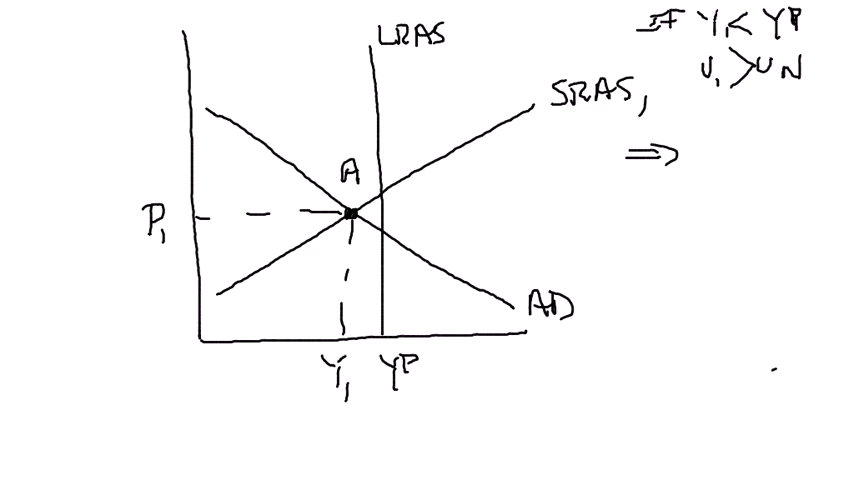 LRAS
IF Y₁ < YP
U₁ > UN
SRAS₁
⇒
A
P₁
AD
Y₁ YP